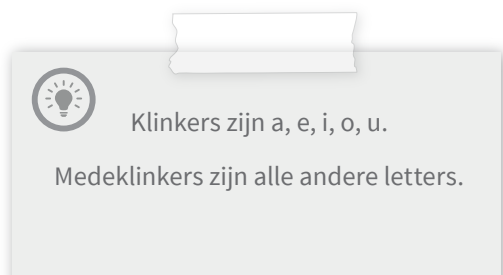 Klinkers zijn a, e, i, o, u.
Medeklinkers zijn alle andere letters.